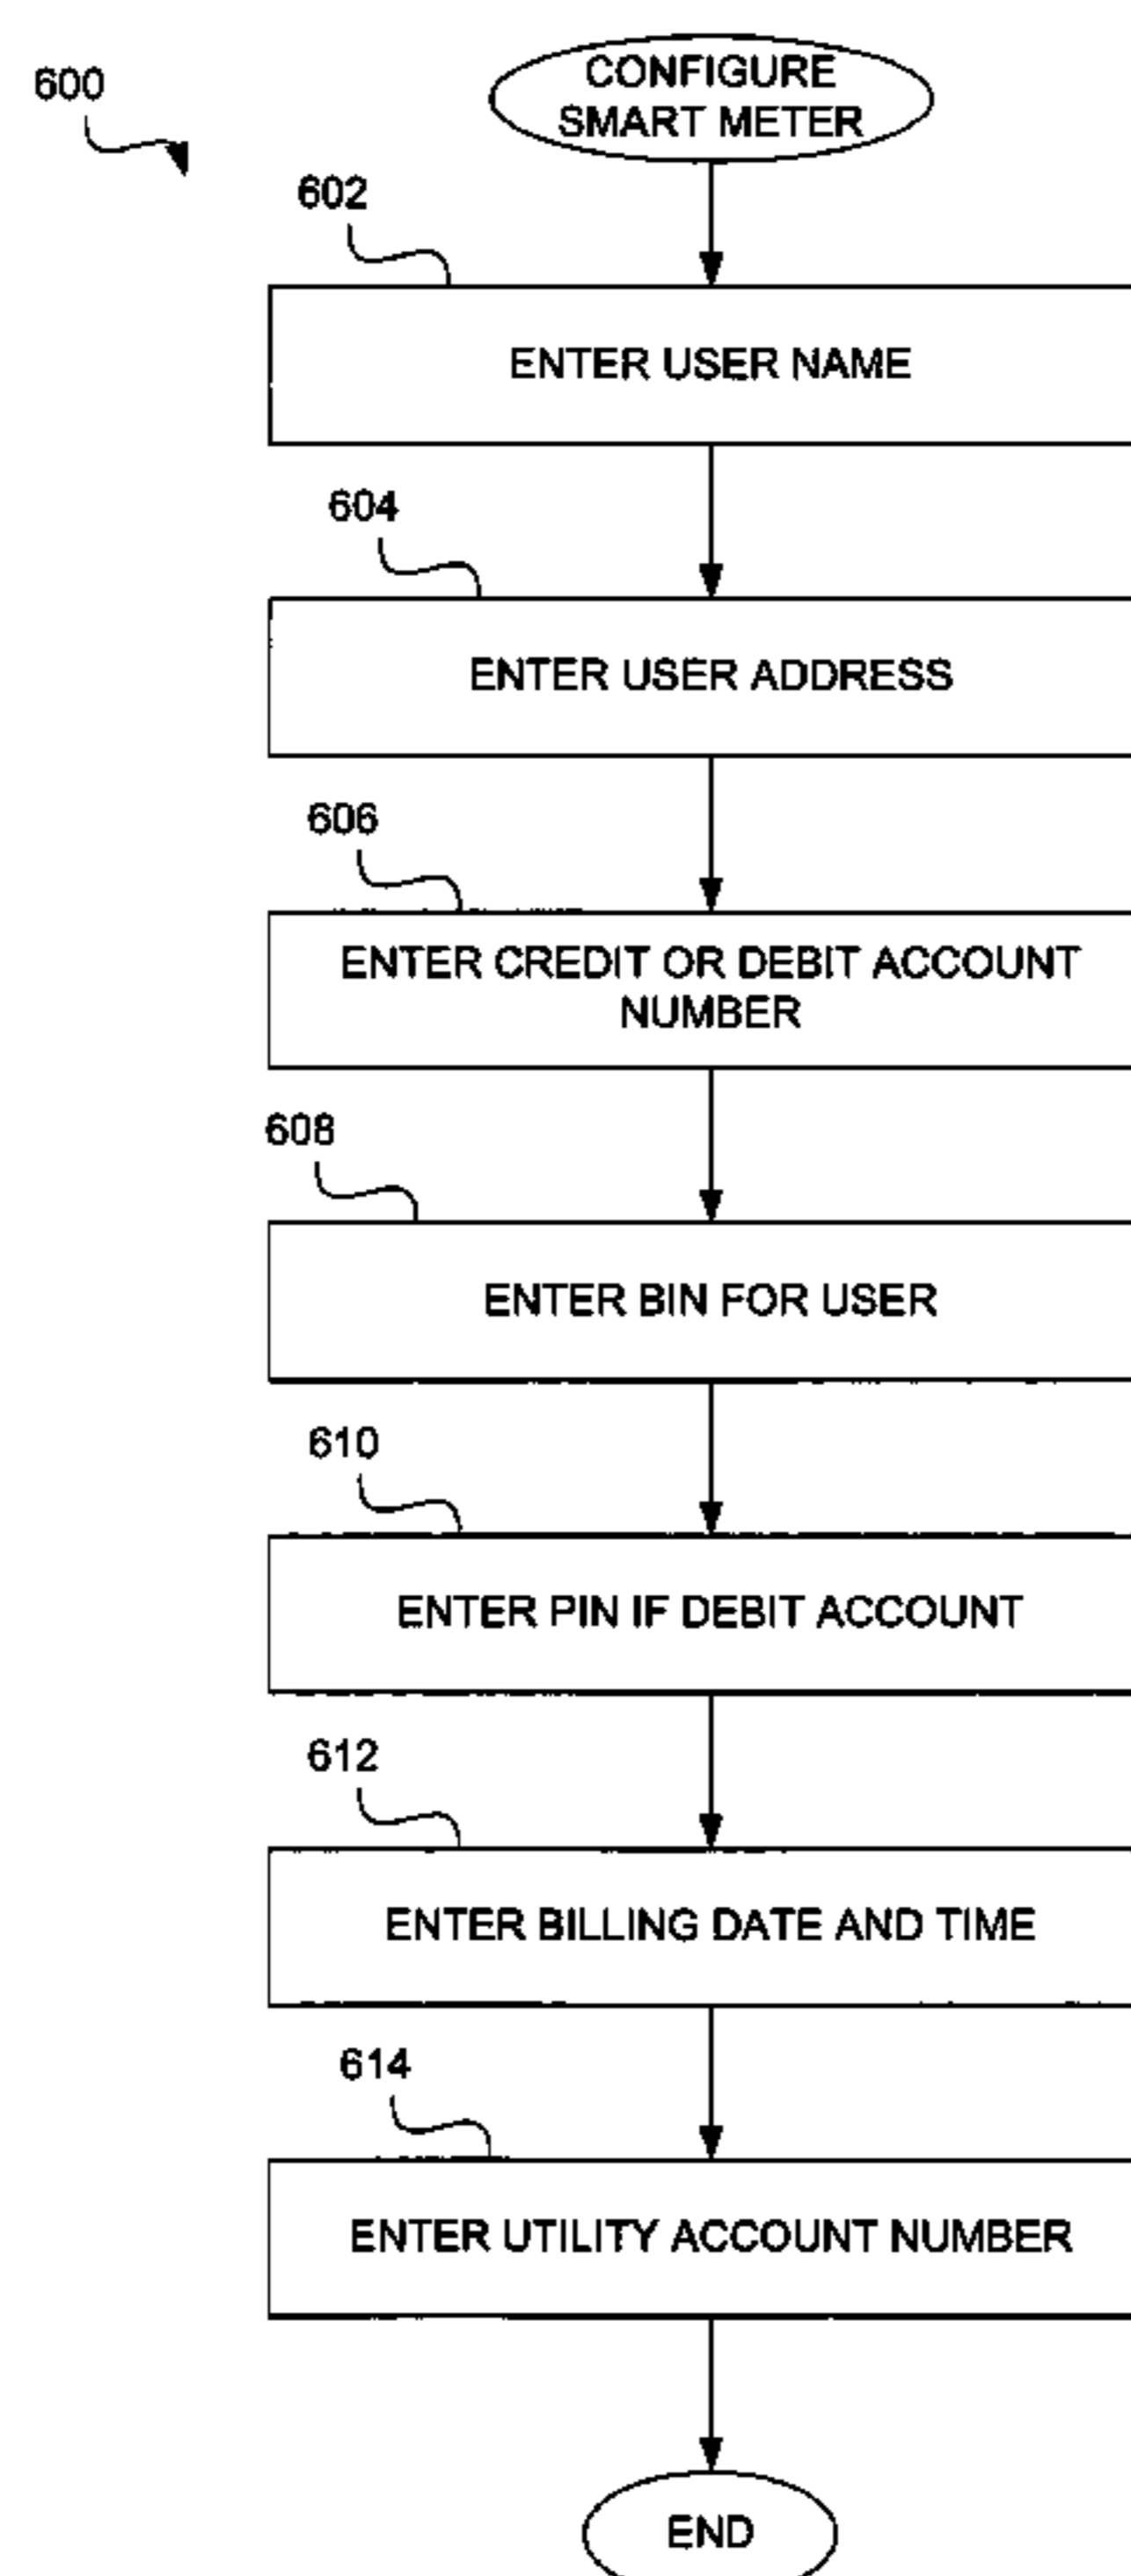 600
CONFIGURE
SMART METER
602
ENTER USER NAME
604
ENTER USER ADDRESS
606
ENTER CREDIT OR DEBIT ACCOUNT
NUMBER
608
ENTER BIN FOR USER
610
ENTER PIN IF DEBIT ACCOUNT
612
ENTER BILLING DATE AND TIME
614
ENTER UTILITY ACCOUNT NUMBER
END